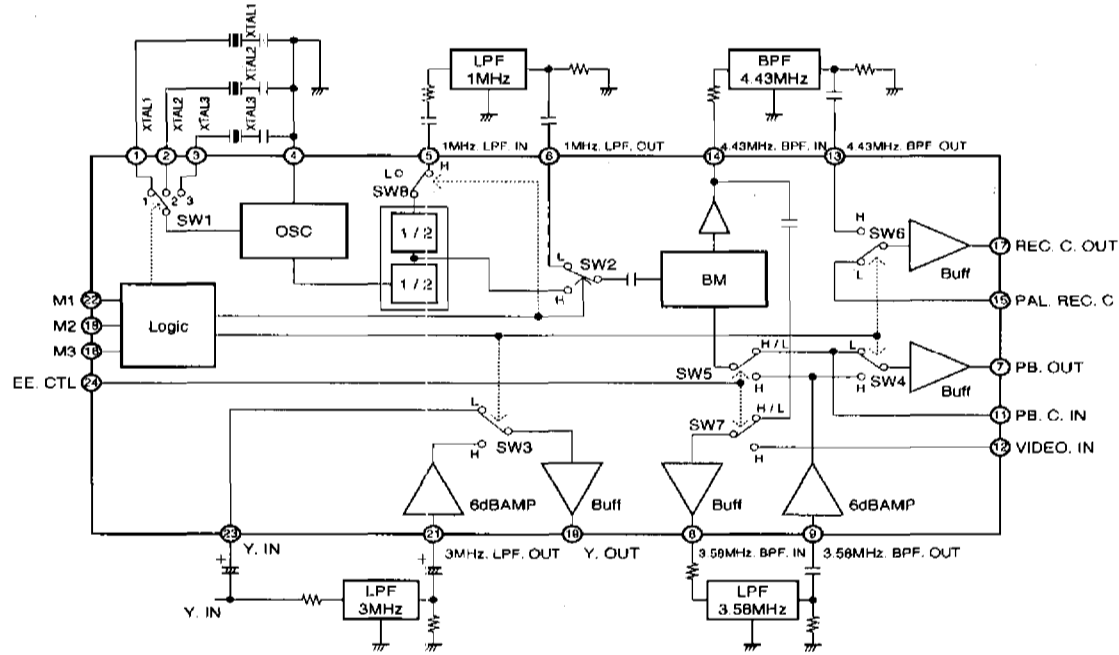 XTAL1
XTAL2
XTAL3
XTAL1
XTAL2
XTAL3
LPF
1MHz
BPF
4.43MHz
1
2
3
4
5
1MHz. LPF. IN
6
1MHz. LPF. OUT
14
4.43MHz. BPF. IN
13
4.43MHz. BPF. OUT
L
H
SW8
1
2
3
SW1
OSC
1 / 2
1 / 2
L
H
SW2
BM
H
L
SW6
Buff
17
REC. C. OUT
15
PAL. REC. C
M1
22
M2
M3
Logic
EE. CTL
24
SW5
H / L
H
L
H
SW4
Buff
7
PB. OUT
11
PB. C. IN
12
VIDEO. IN
L
H
SW3
SW7
H / L
H
6dBAMP
Buff
Buff
6dBAMP
23
Y. IN
21
3MHz. LPF. OUT
Y. OUT
8
3.58MHz. BPF. IN
9
3.58MHz. BPF. OUT
+
+
Y. IN
LPF
3MHz
LPF
3.58MHz